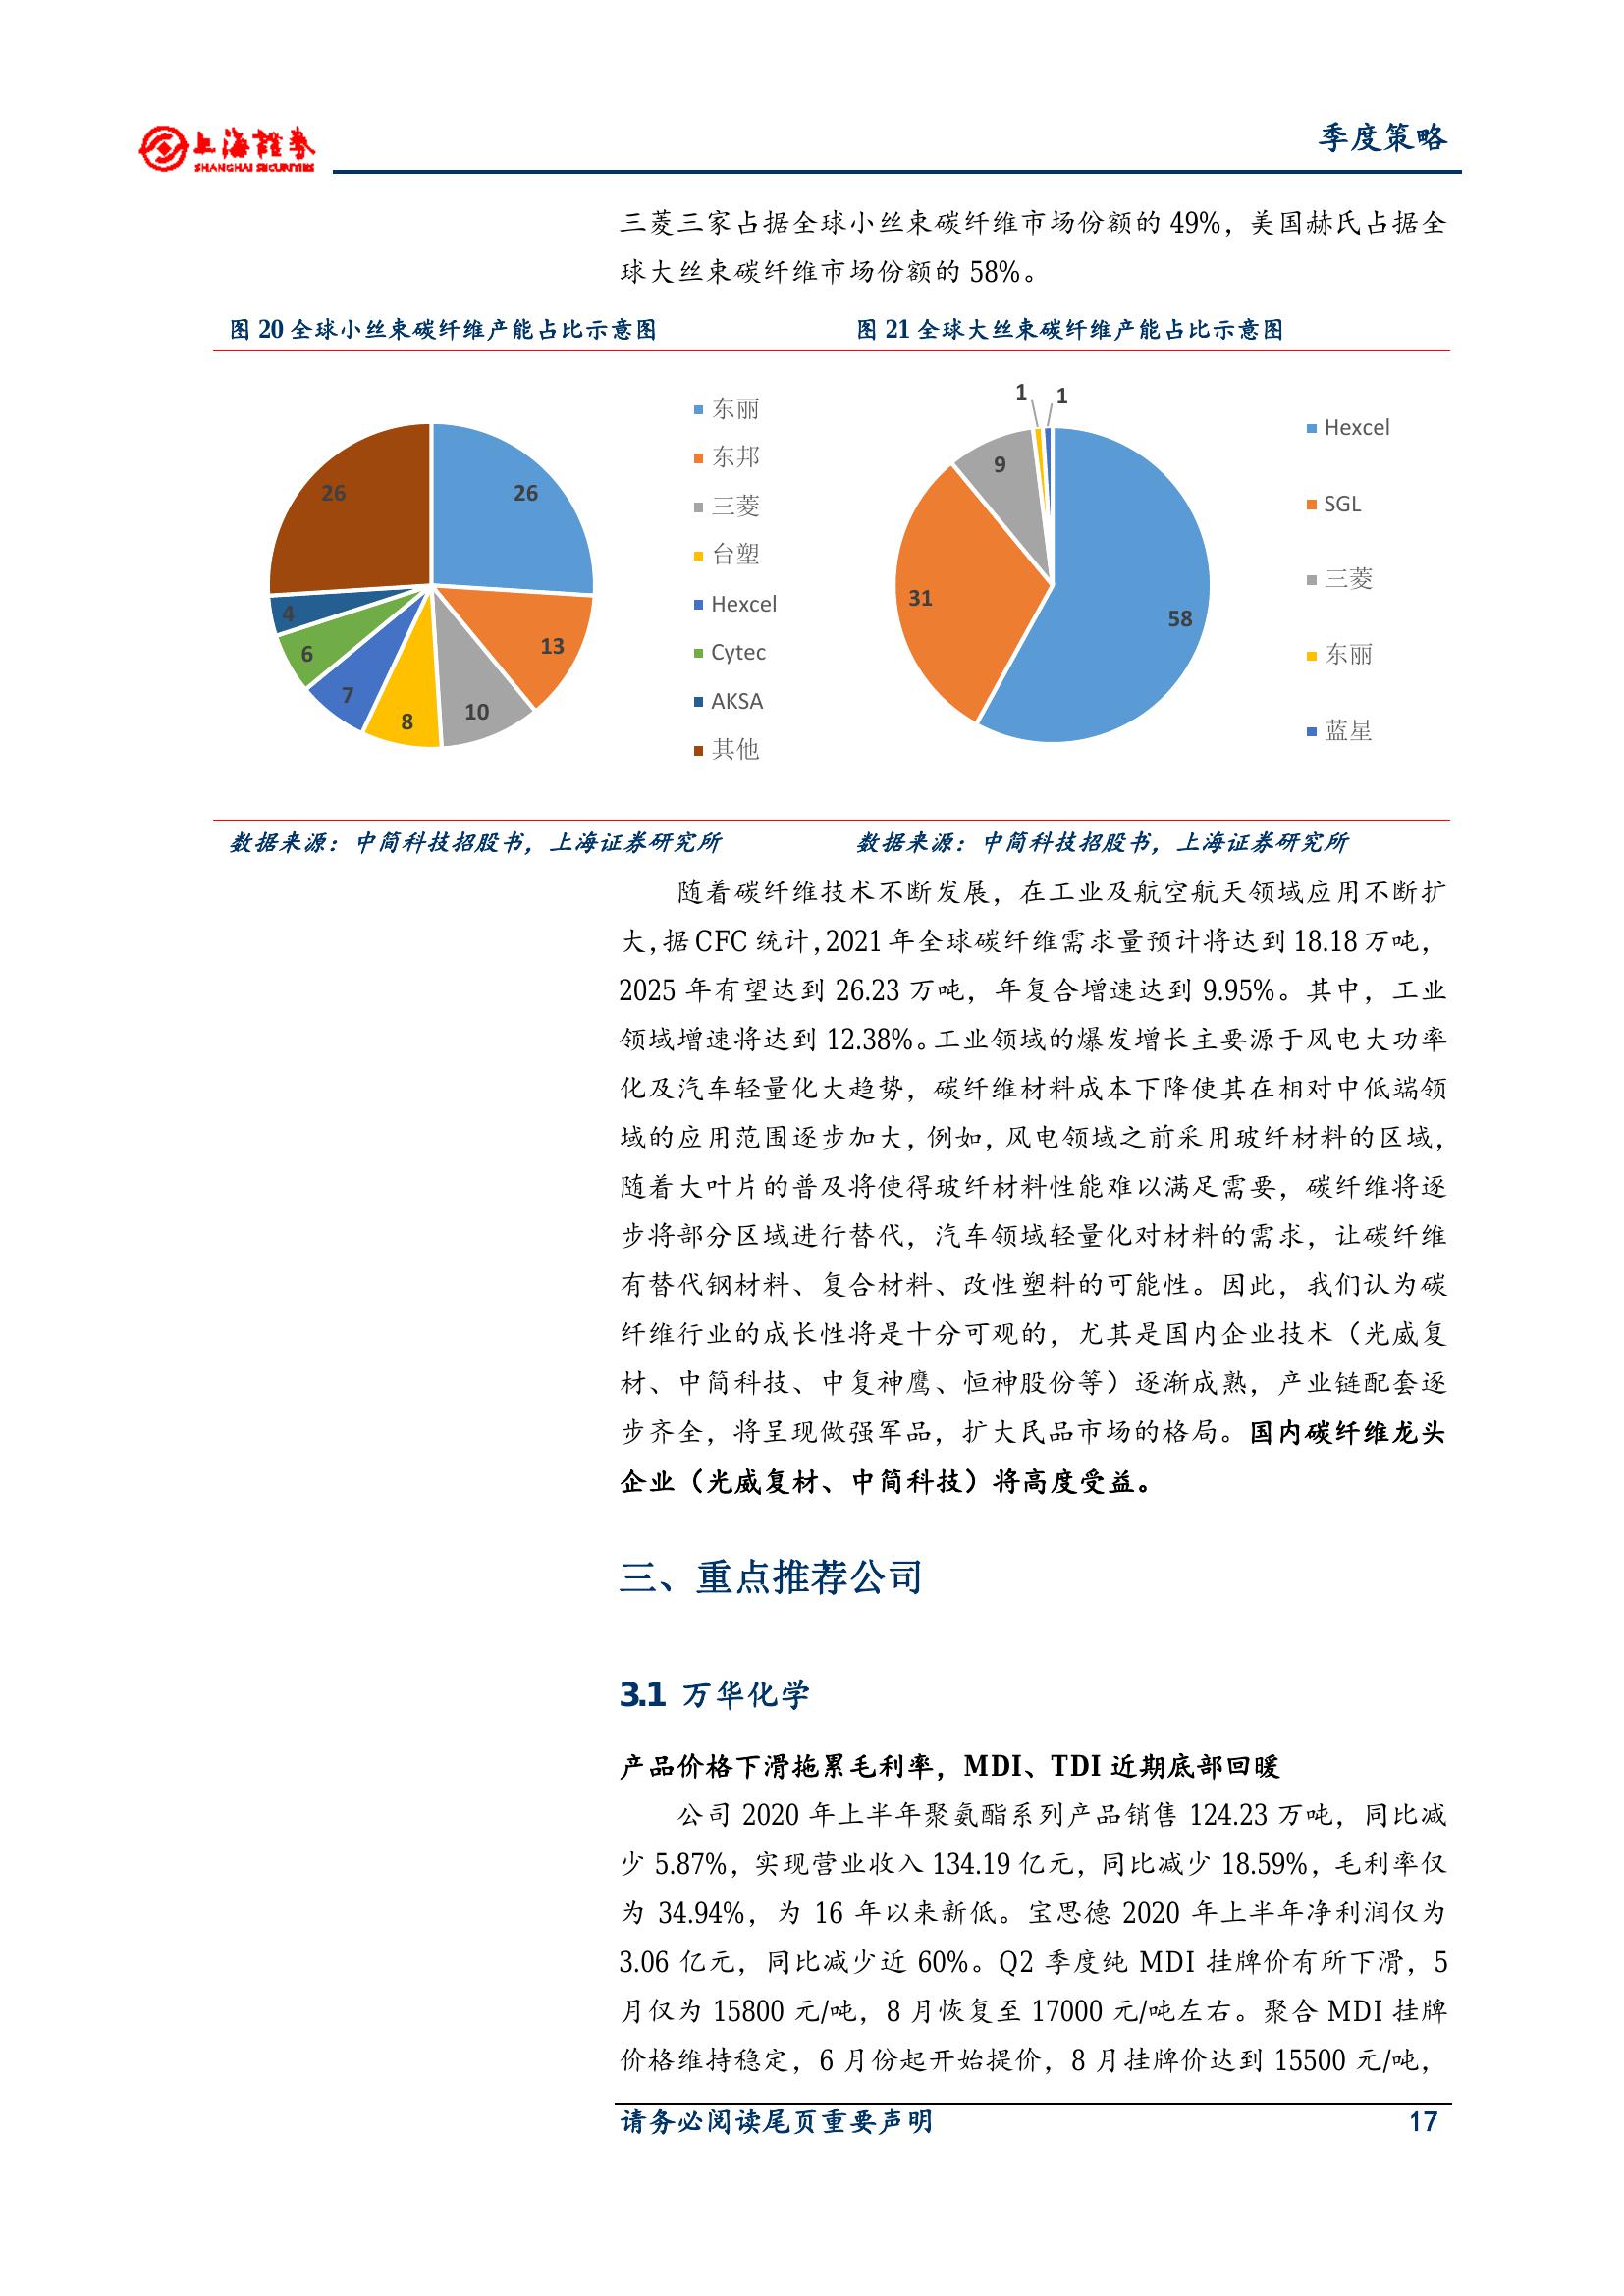 上海證券
SHANGHAI SECURITIES
季度策略
三菱三家占据全球小丝束碳纤维市场份额的 49%，美国赫氏占据全
球大丝束碳纤维市场份额的 58%。
图 20 全球小丝束碳纤维产能占比示意图
26
13
10
8
7
6
4
26
东丽
东邦
三菱
台塑
Hexcel
Cytec
AKSA
其他
数据来源：中简科技招股书，上海证券研究所
图 21 全球大丝束碳纤维产能占比示意图
1
1
9
31
58
Hexcel
SGL
三菱
东丽
蓝星
数据来源：中简科技招股书，上海证券研究所
随着碳纤维技术不断发展，在工业及航空航天领域应用不断扩
大，据 CFC 统计，2021 年全球碳纤维需求量预计将达到 18.18 万吨，
2025 年有望达到 26.23 万吨，年复合增速达到 9.95%。其中，工业
领域增速将达到 12.38%。工业领域的爆发增长主要源于风电大功率
化及汽车轻量化大趋势，碳纤维材料成本下降使其在相对中低端领
域的应用范围逐步加大，例如，风电领域之前采用玻纤材料的区域，
随着大叶片的普及将使得玻纤材料性能难以满足需要，碳纤维将逐
步将部分区域进行替代，汽车领域轻量化对材料的需求，让碳纤维
有替代钢材料、复合材料、改性塑料的可能性。因此，我们认为碳
纤维行业的成长性将是十分可观的，尤其是国内企业技术（光威复
材、中简科技、中复神鹰、恒神股份等）逐渐成熟，产业链配套逐
步齐全，将呈现做强军品，扩大民品市场的格局。国内碳纤维龙头
企业（光威复材、中简科技）将高度受益。
三、重点推荐公司
3.1 万华化学
产品价格下滑拖累毛利率，MDI、TDI 近期底部回暖
公司 2020 年上半年聚氨酯系列产品销售 124.23 万吨，同比减
少 5.87%，实现营业收入 134.19 亿元，同比减少 18.59%，毛利率仅
为 34.94%，为 16 年以来新低。宝思德 2020 年上半年净利润仅为
3.06 亿元，同比减少近 60%。Q2 季度纯 MDI 挂牌价有所下滑，5
月仅为 15800 元/吨，8 月恢复至 17000 元/吨左右。聚合 MDI 挂牌
价格维持稳定，6 月份起开始提价，8 月挂牌价达到 15500 元/吨，
请务必阅读尾页重要声明
17